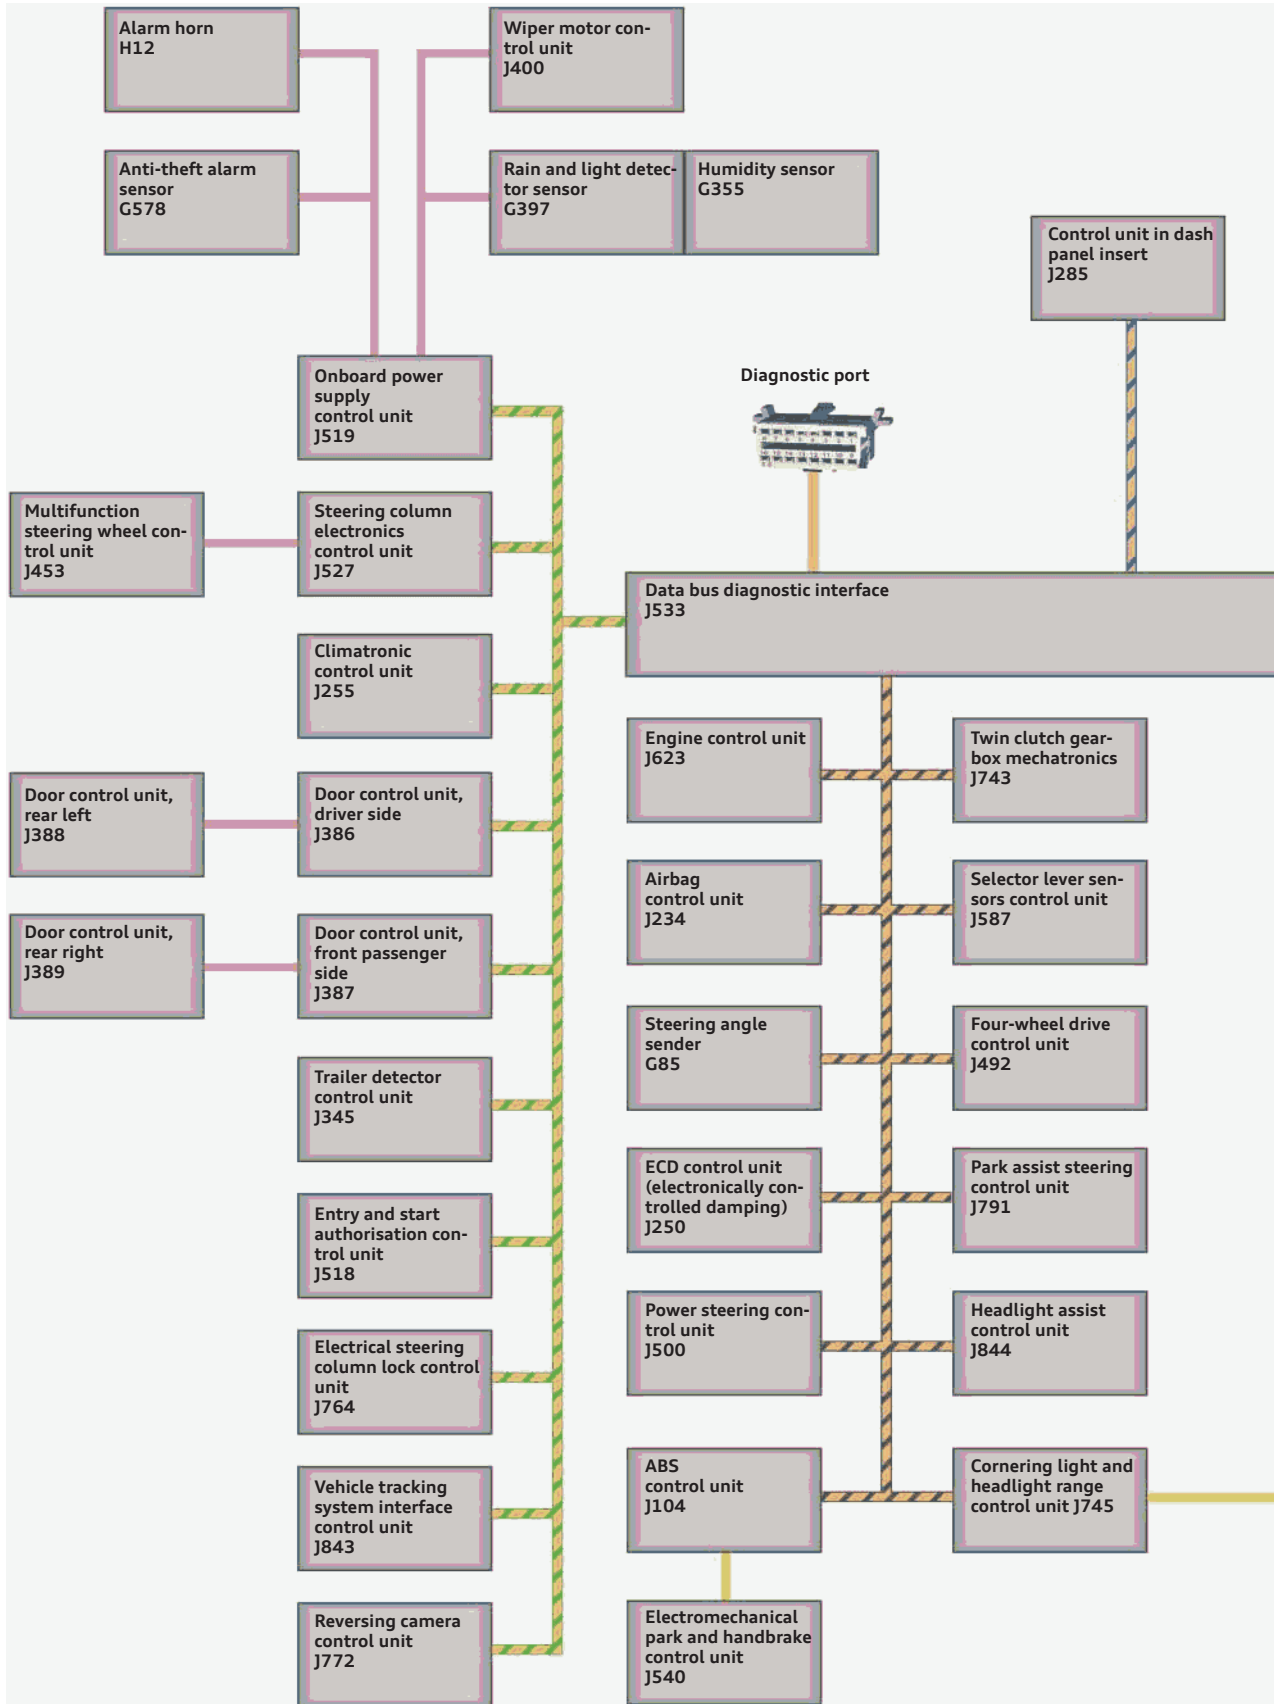 Alarm horn
H12
Wiper motor con-
trol unit
J400
Anti-theft alarm
sensor
G578
Rain and light detec-
tor sensor
G397
Humidity sensor
G355
Control unit in dash
panel insert
J285
Onboard power
supply
control unit
J519
Diagnostic port
Multifunction
steering wheel con-
trol unit
J453
Steering column
electronics
control unit
J527
Data bus diagnostic interface
J533
Climatronic
control unit
J255
Engine control unit
J623
Twin clutch gear-
box mechatronics
J743
Door control unit,
rear left
J388
Door control unit,
driver side
J386
Airbag
control unit
J234
Selector lever sen-
sors control unit
J587
Door control unit,
rear right
J389
Door control unit,
front passenger
side
J387
Steering angle
sender
G85
Four-wheel drive
control unit
J492
Trailer detector
control unit
J345
ECD control unit
(electronically con-
trolled damping)
J250
Park assist steering
control unit
J791
Entry and start
authorisation con-
trol unit
J518
Power steering con-
trol unit
J500
Headlight assist
control unit
J844
Electrical steering
column lock control
unit
J764
ABS
control unit
J104
Cornering light and
headlight range
control unit J745
Vehicle tracking
system interface
control unit
J843
Reversing camera
control unit
J772
Electromechanical
park and handbrake
control unit
J540